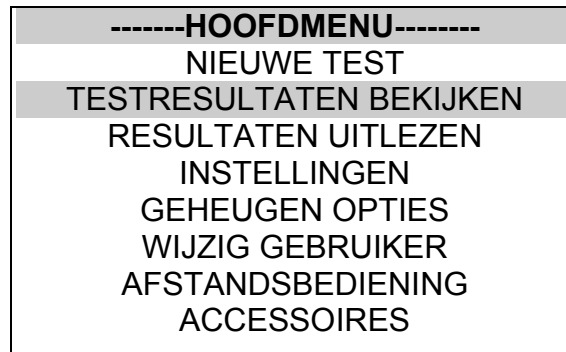 -------HOOFDMENU--------
NIEUWE TEST
TESTRESULTATEN BEKIJKEN
RESULTATEN UITLEZEN
INSTELLINGEN
GEHEUGEN OPTIES
WIJZIG GEBRUIKER
AFSTANDSBEDIENING
ACCESSOIRES